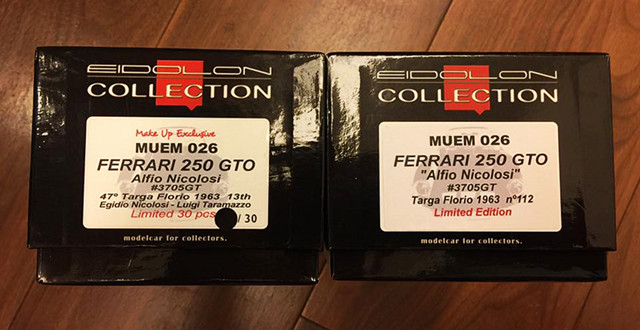 EIDOLON
COLLECTION
Make Up Exclusive
MUEM 026
FERRARI 250 GTO
Alfio Nicolosi
#3705GT
47º Targa Florio 1963 13th
Egidio Nicolosi - Luigi Taramazzo
Limited 30 pcs /30
modelcar for collectors.
EIDOLON
COLLECTION
MUEM 026
FERRARI 250 GTO
"Alfio Nicolosi"
#3705GT
Targa Florio 1963 nº112
Limited Edition
modelcar for collectors.